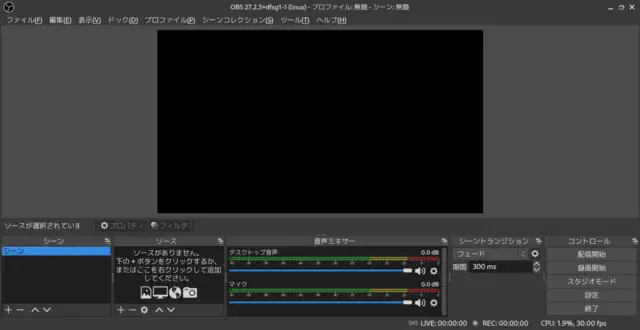 OBS 27.2.3+dfsg1-1 (linux) - プロファイル: 無題 - シーン: 無題
ファイル(F) 編集(E) 表示(V) ドック(D) プロファイル(P) シーンコレクション(S) ツール(T) ヘルプ(H)
ソースが選択されていま プロパティ フィルタ
シーン
シーン
ソース
ソースがありません。
下の + ボタンをクリックするか、
またはここを右クリックして追加
してください。
音声ミキサー
デスクトップ音声 0.0 dB
マイク 0.0 dB
シーントランジション
フェード
期間 300 ms
コントロール
配信開始
録画開始
スタジオモード
設定
終了
LIVE: 00:00:00 REC: 00:00:00 CPU: 1.9%, 30.00 fps